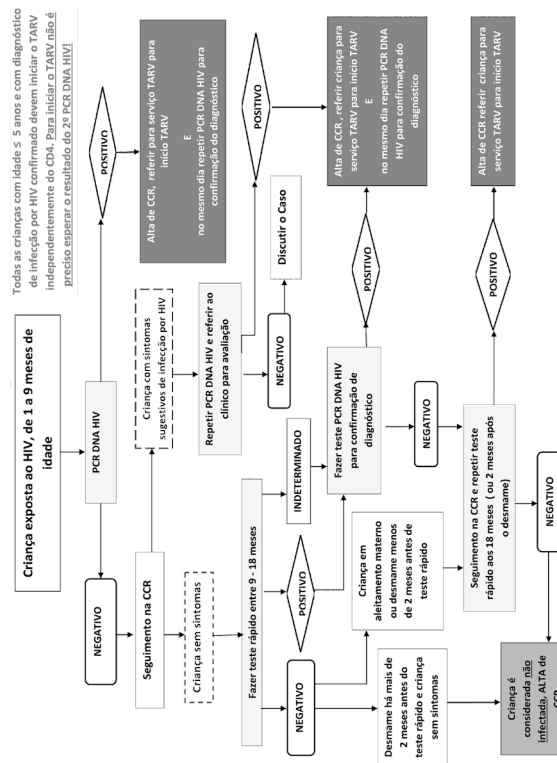 Todas as crianças com idade ≤ 5 anos e com diagnóstico
de infecção por HIV confirmado devem iniciar o TARV
independentemente do CD4. Para iniciar o TARV não é
preciso esperar o resultado do 2º PCR DNA HIV!
Criança exposta ao HIV, de 1 a 9 meses de
idade
PCR DNA HIV
NEGATIVO
POSITIVO
Alta de CCR, referir para serviço TARV para
início TARV
E
no mesmo dia repetir PCR DNA HIV para
confirmação do diagnóstico
Seguimento na CCR
Criança com sintomas
sugestivos de infecção por HIV
Criança sem sintomas
Repetir PCR DNA HIV e referir ao
clínico para avaliação
POSITIVO
NEGATIVO
Discutir o Caso
Fazer teste rápido entre 9 - 18 meses
NEGATIVO
POSITIVO
INDETERMINADO
Fazer teste PCR DNA HIV
para confirmação de
diagnóstico
POSITIVO
Alta de CCR, referir criança para
serviço TARV para início TARV
E
no mesmo dia repetir PCR DNA
HIV para confirmação do
diagnóstico
NEGATIVO
Desmame há mais de
2 meses antes do
teste rápido e criança
sem sintomas
Criança em
aleitamento materno
ou desmame menos
de 2 meses antes de
teste rápido
Seguimento na CCR e repetir teste
rápido aos 18 meses ( ou 2 meses após
o desmame)
POSITIVO
Alta de CCR referir criança para
serviço TARV para início TARV
NEGATIVO
Criança é
considerada não
infectada, ALTA de
CCR